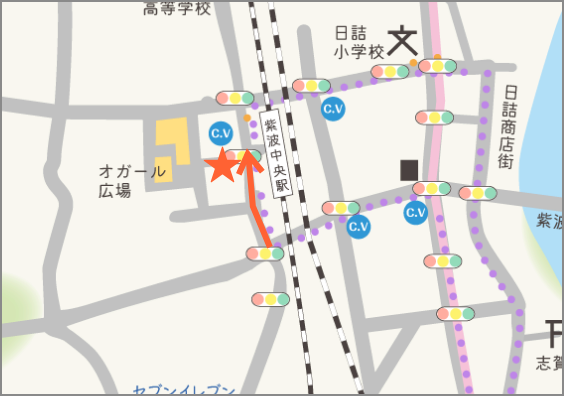 高等学校
日詰
小学校
文
C.V
C.V
日詰商店街
紫波中央駅
オガール
広場
C.V
C.V
紫波
志賀
セブンイレブン